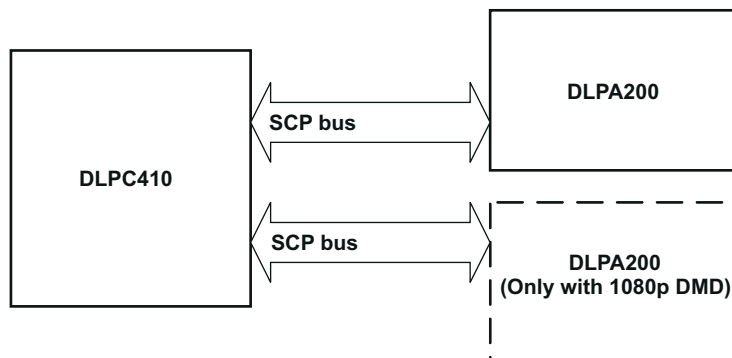 DLPC410
SCP bus
DLPA200
SCP bus
DLPA200
(Only with 1080p DMD)